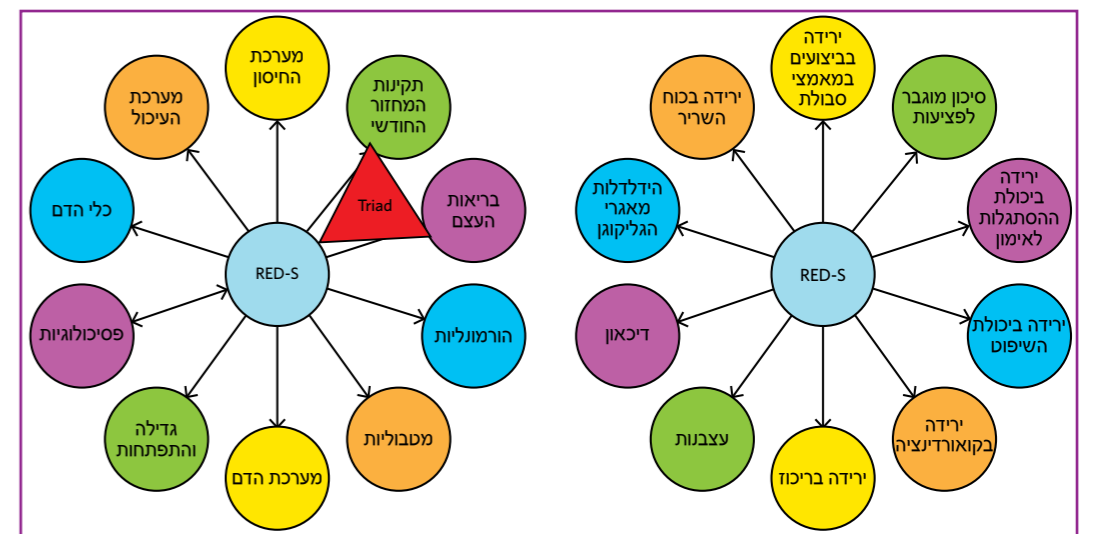 מערכת
החיסון
תקינות
המחזור
החודשי
בריאות
העצם
הורמונליות
מטבוליות
מערכת הדם
גדילה
והתפתחות
פסיכולוגיות
כלי הדם
מערכת
העיכול
Triad
RED-S
ירידה
בביצועים
במאמצי
סבולת
סיכון מוגבר
לפציעות
ירידה
ביכולת
ההסתגלות
לאימון
ירידה ביכולת
השיפוט
ירידה
בקואורדינציה
ירידה בריכוז
עצבנות
דיכאון
הידלדלות
מאגרי
הגליקוגן
ירידה בכוח
השריר
RED-S